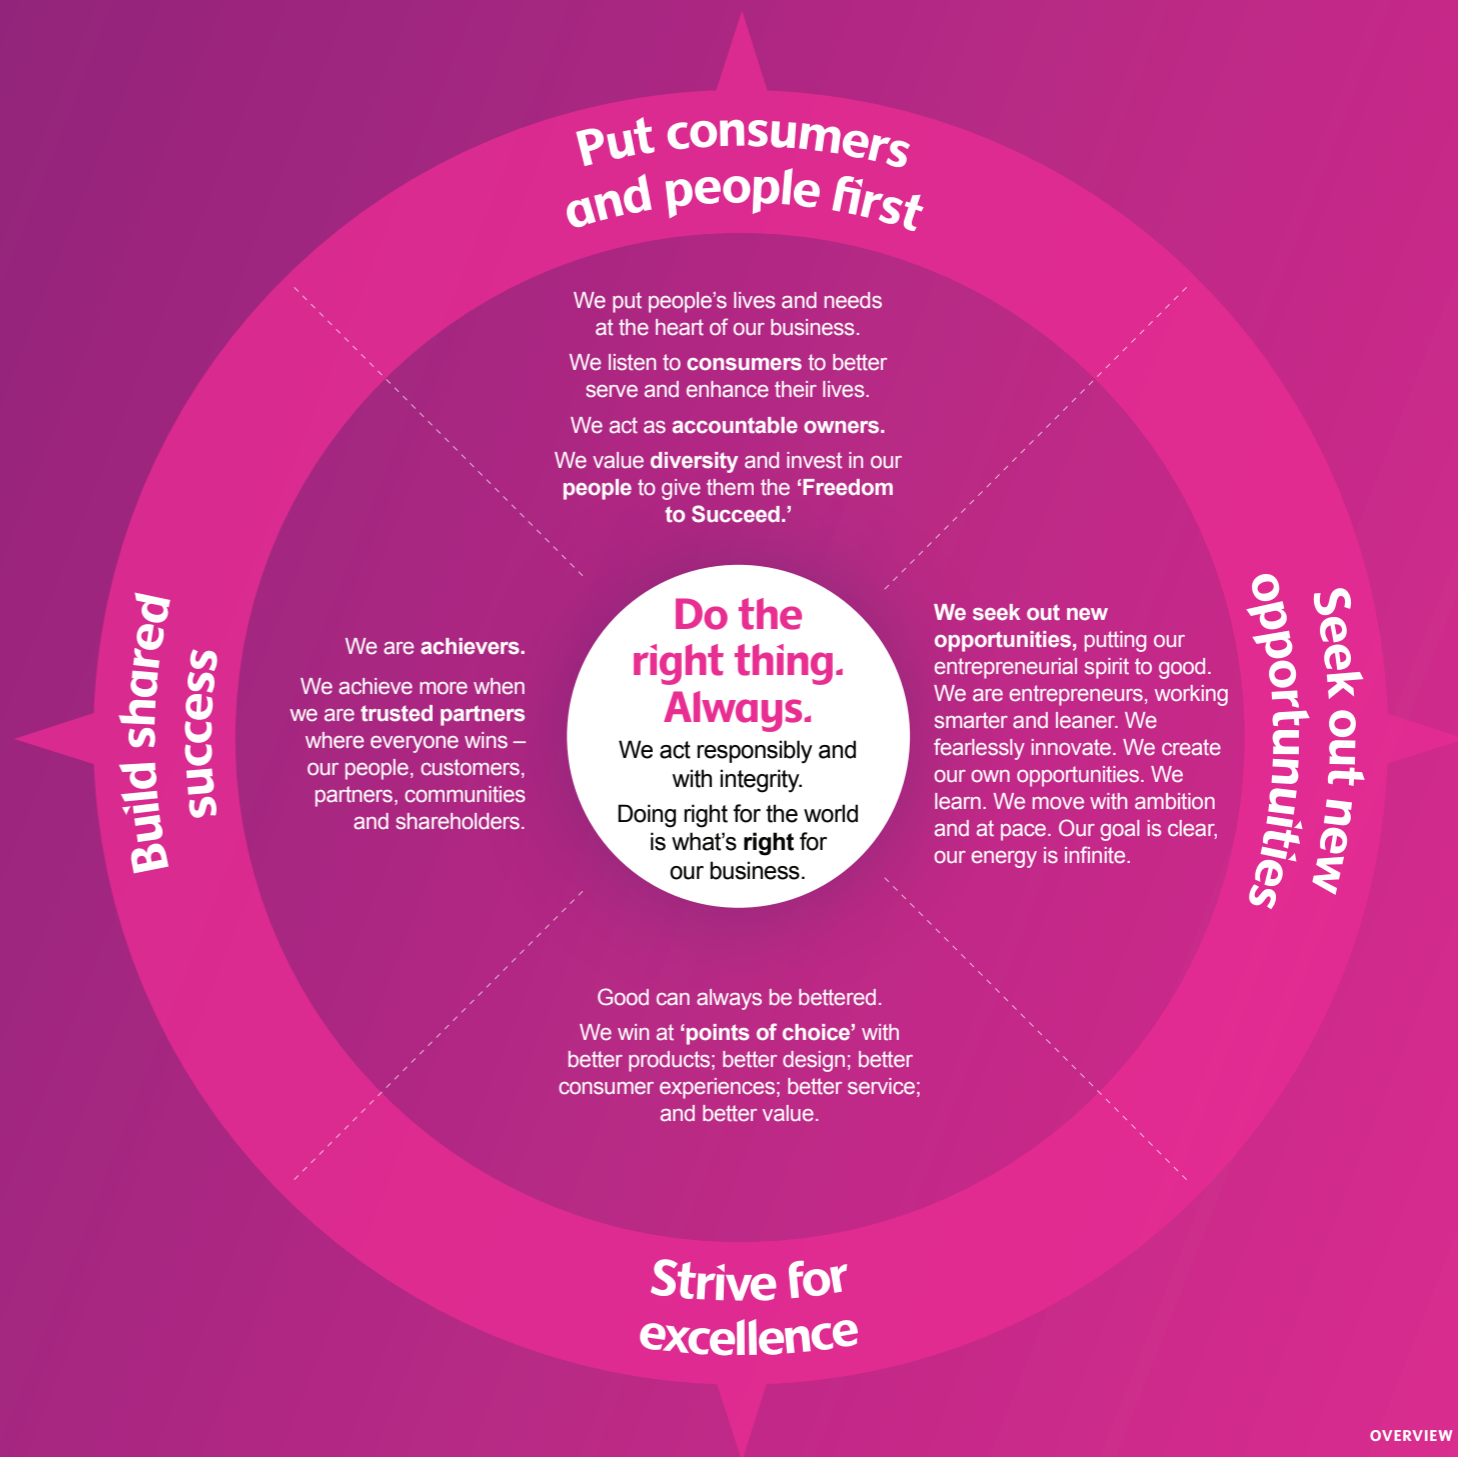 Put consumers
and people first
We put people’s lives and needs
at the heart of our business.
We listen to consumers to better
serve and enhance their lives.
We act as accountable owners.
We value diversity and invest in our
people to give them the ‘Freedom
to Succeed.’
Build shared
success
We are achievers.
We achieve more when
we are trusted partners
where everyone wins –
our people, customers,
partners, communities
and shareholders.
Do the
right thing.
Always.
We act responsibly and
with integrity.
Doing right for the world
is what’s right for
our business.
We seek out new
opportunities, putting our
entrepreneurial spirit to good.
We are entrepreneurs, working
smarter and leaner. We
fearlessly innovate. We create
our own opportunities. We
learn. We move with ambition
and at pace. Our goal is clear,
our energy is infinite.
Seek out new
opportunities
Good can always be bettered.
We win at ‘points of choice’ with
better products; better design; better
consumer experiences; better service;
and better value.
Strive for
excellence
OVERVIEW